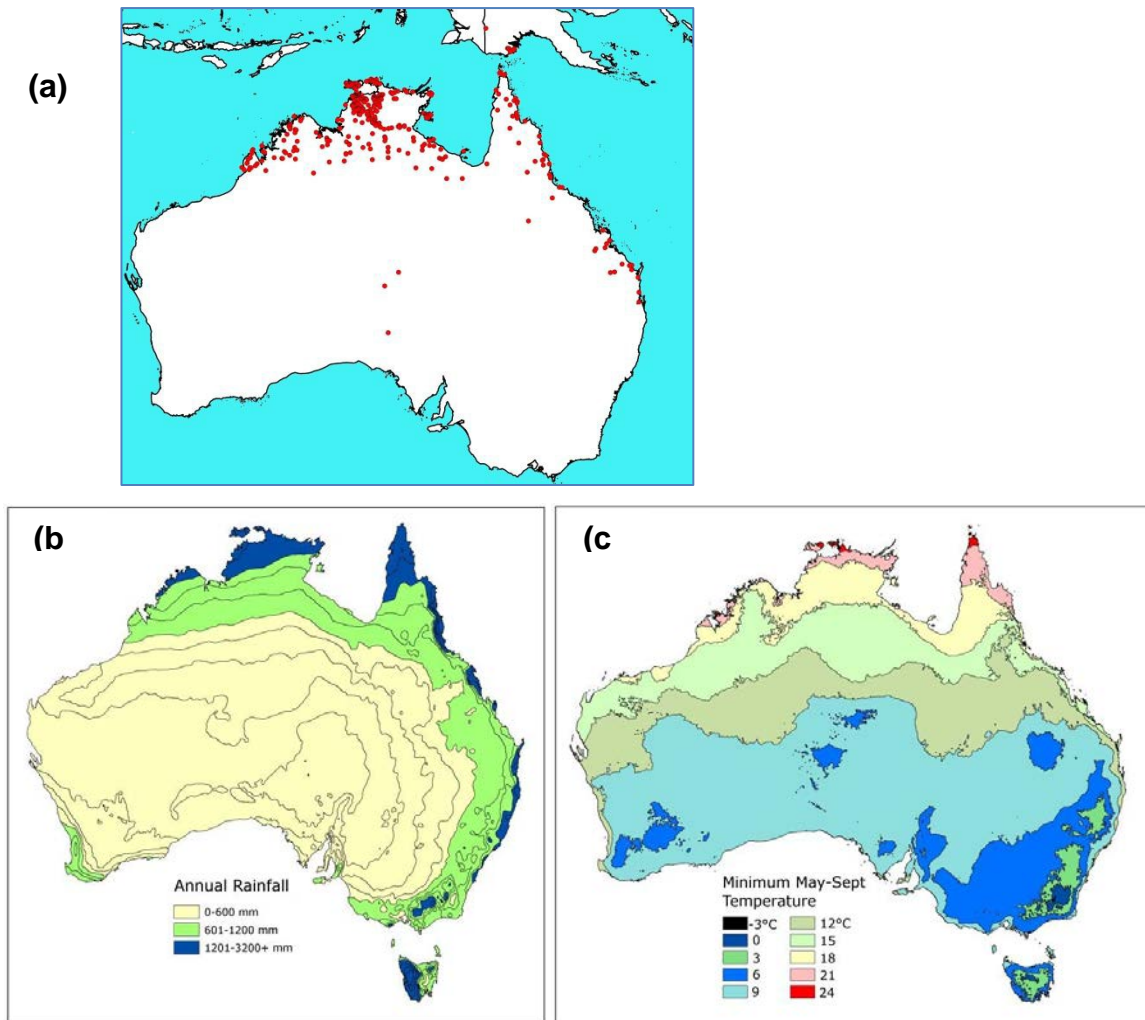 (a)
(b
Annual Rainfall
0-600 mm
601-1200 mm
1201-3200+ mm
(c
Minimum May-Sept
Temperature
-3°C
0
3
6
9
12°C
15
18
21
24